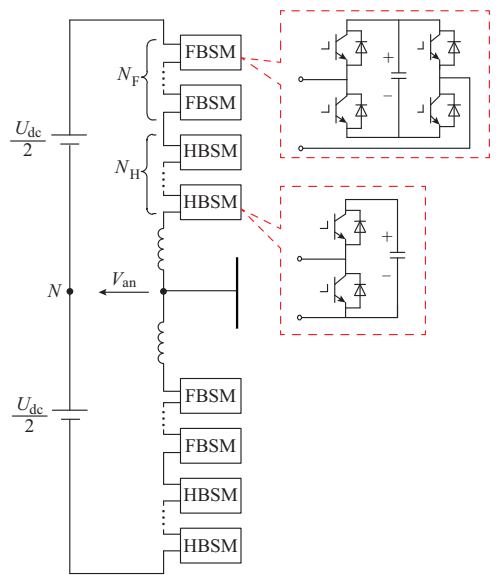 FBSM
N_F
FBSM
U_dc/2
HBSM
N_H
HBSM
+
−
+
−
N
V_an
U_dc/2
FBSM
FBSM
HBSM
HBSM